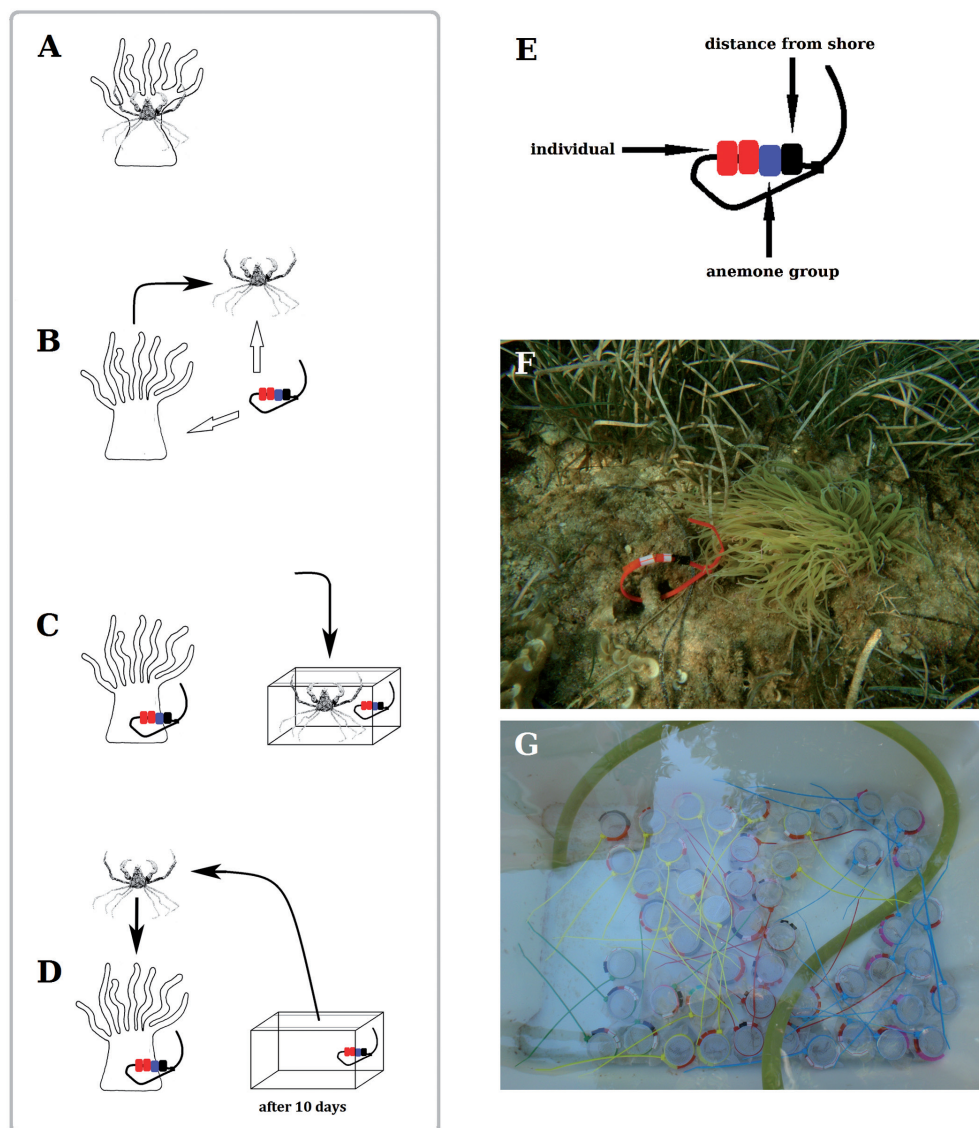 A
B
C
D
after 10 days
E
distance from shore
individual
anemone group
F
G